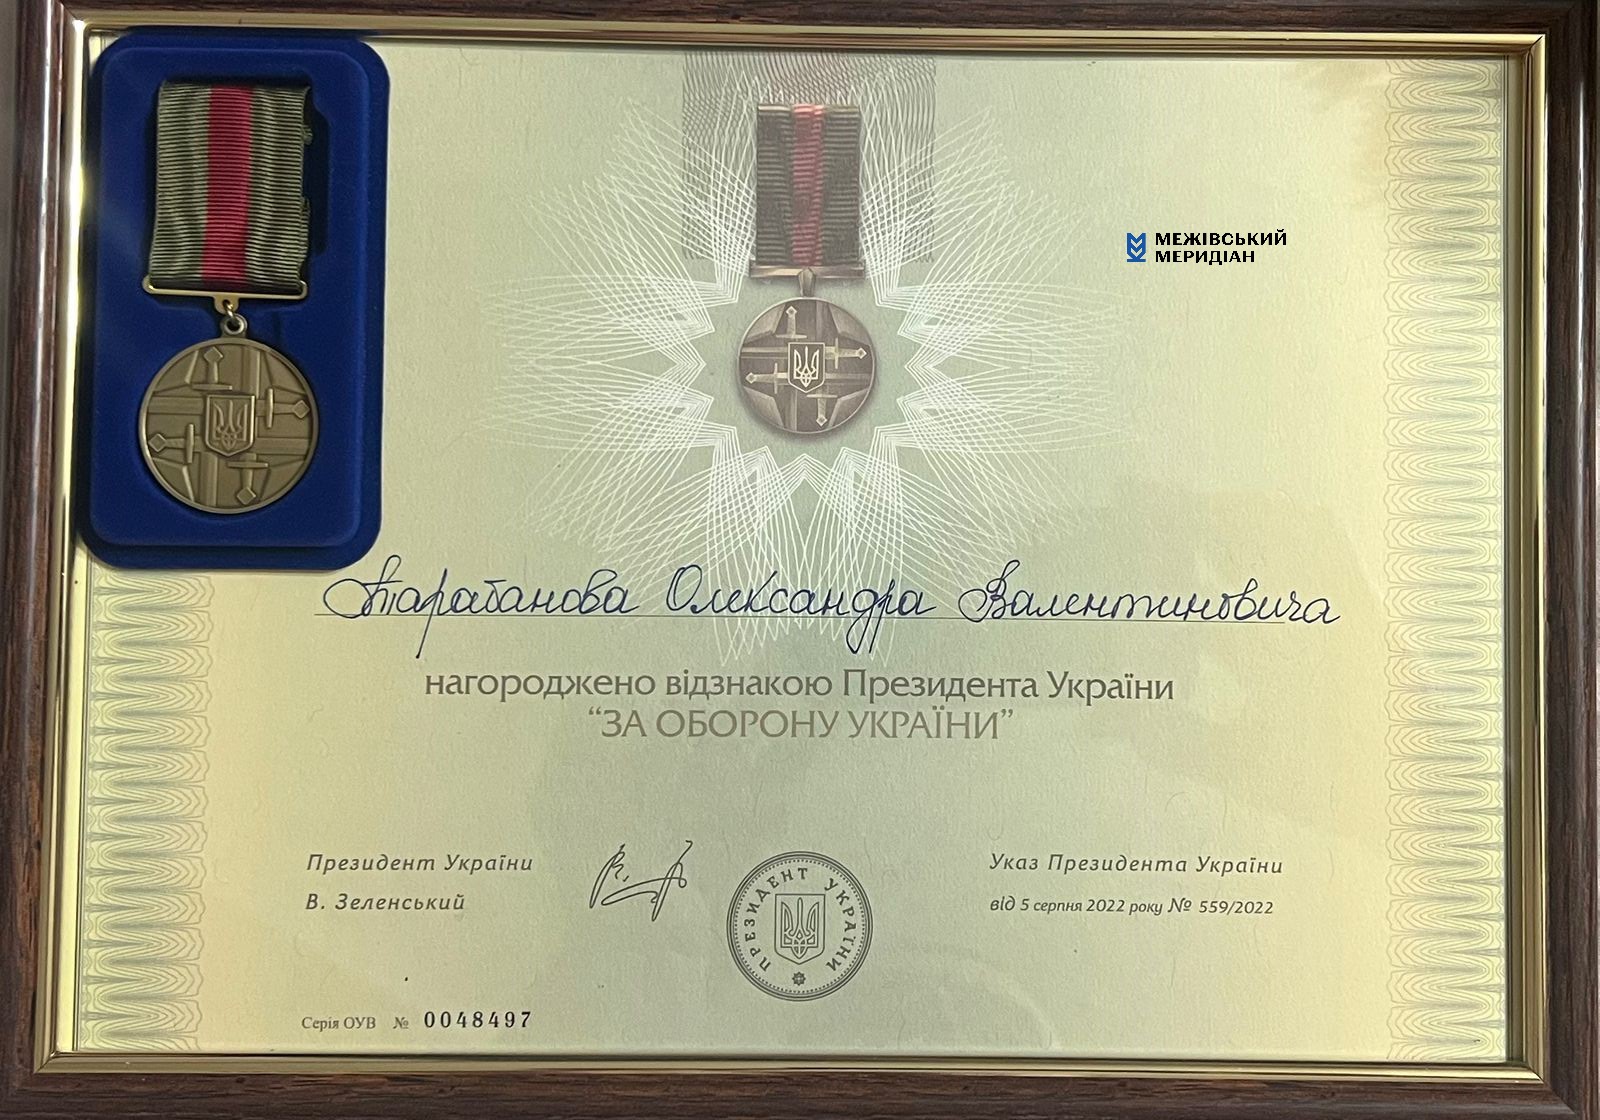 МЕЖІВСЬКИЙ
МЕРИДІАН
Тарабанова Олександра Валентиновича
нагороджено відзнакою Президента України
“ЗА ОБОРОНУ УКРАЇНИ”
Президент України
В. Зеленський
ПРЕЗИДЕНТ УКРАЇНИ
Указ Президента України
від 5 серпня 2022 року № 559/2022
Серія ОУВ № 0048497